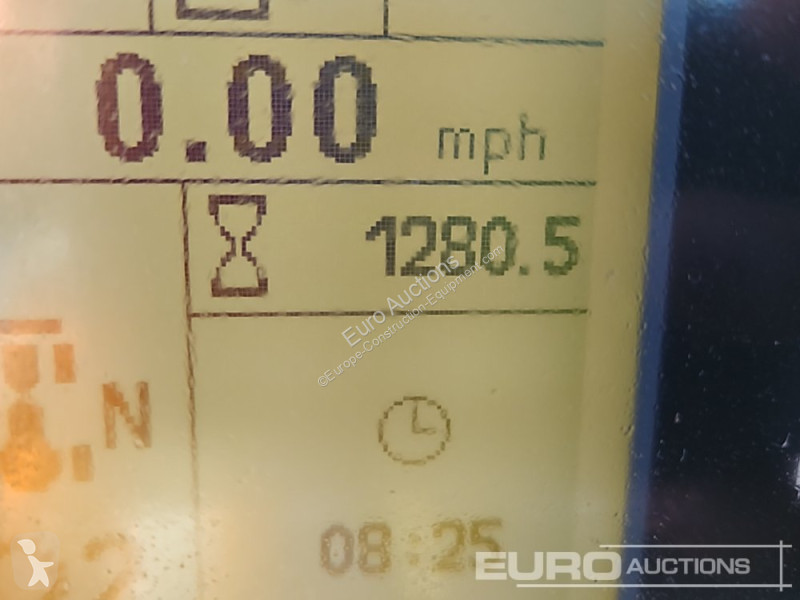 0.00 mph
1280.5
Euro Auctions
©Europe-Construction-Equipment.com
N
08:25
EURO AUCTIONS